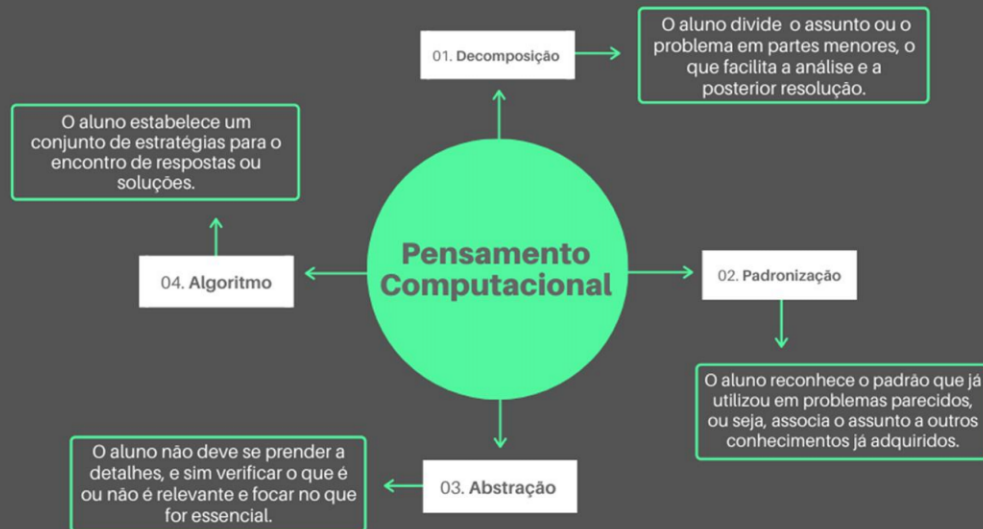 01. Decomposição
O aluno divide o assunto ou o
problema em partes menores, o
que facilita a análise e a
posterior resolução.
O aluno estabelece um
conjunto de estratégias para o
encontro de respostas ou
soluções.
Pensamento
Computacional
04. Algoritmo
02. Padronização
O aluno reconhece o padrão que já
utilizou em problemas parecidos,
ou seja, associa o assunto a outros
conhecimentos já adquiridos.
O aluno não deve se prender a
detalhes, e sim verificar o que é
ou não é relevante e focar no que
for essencial.
03. Abstração